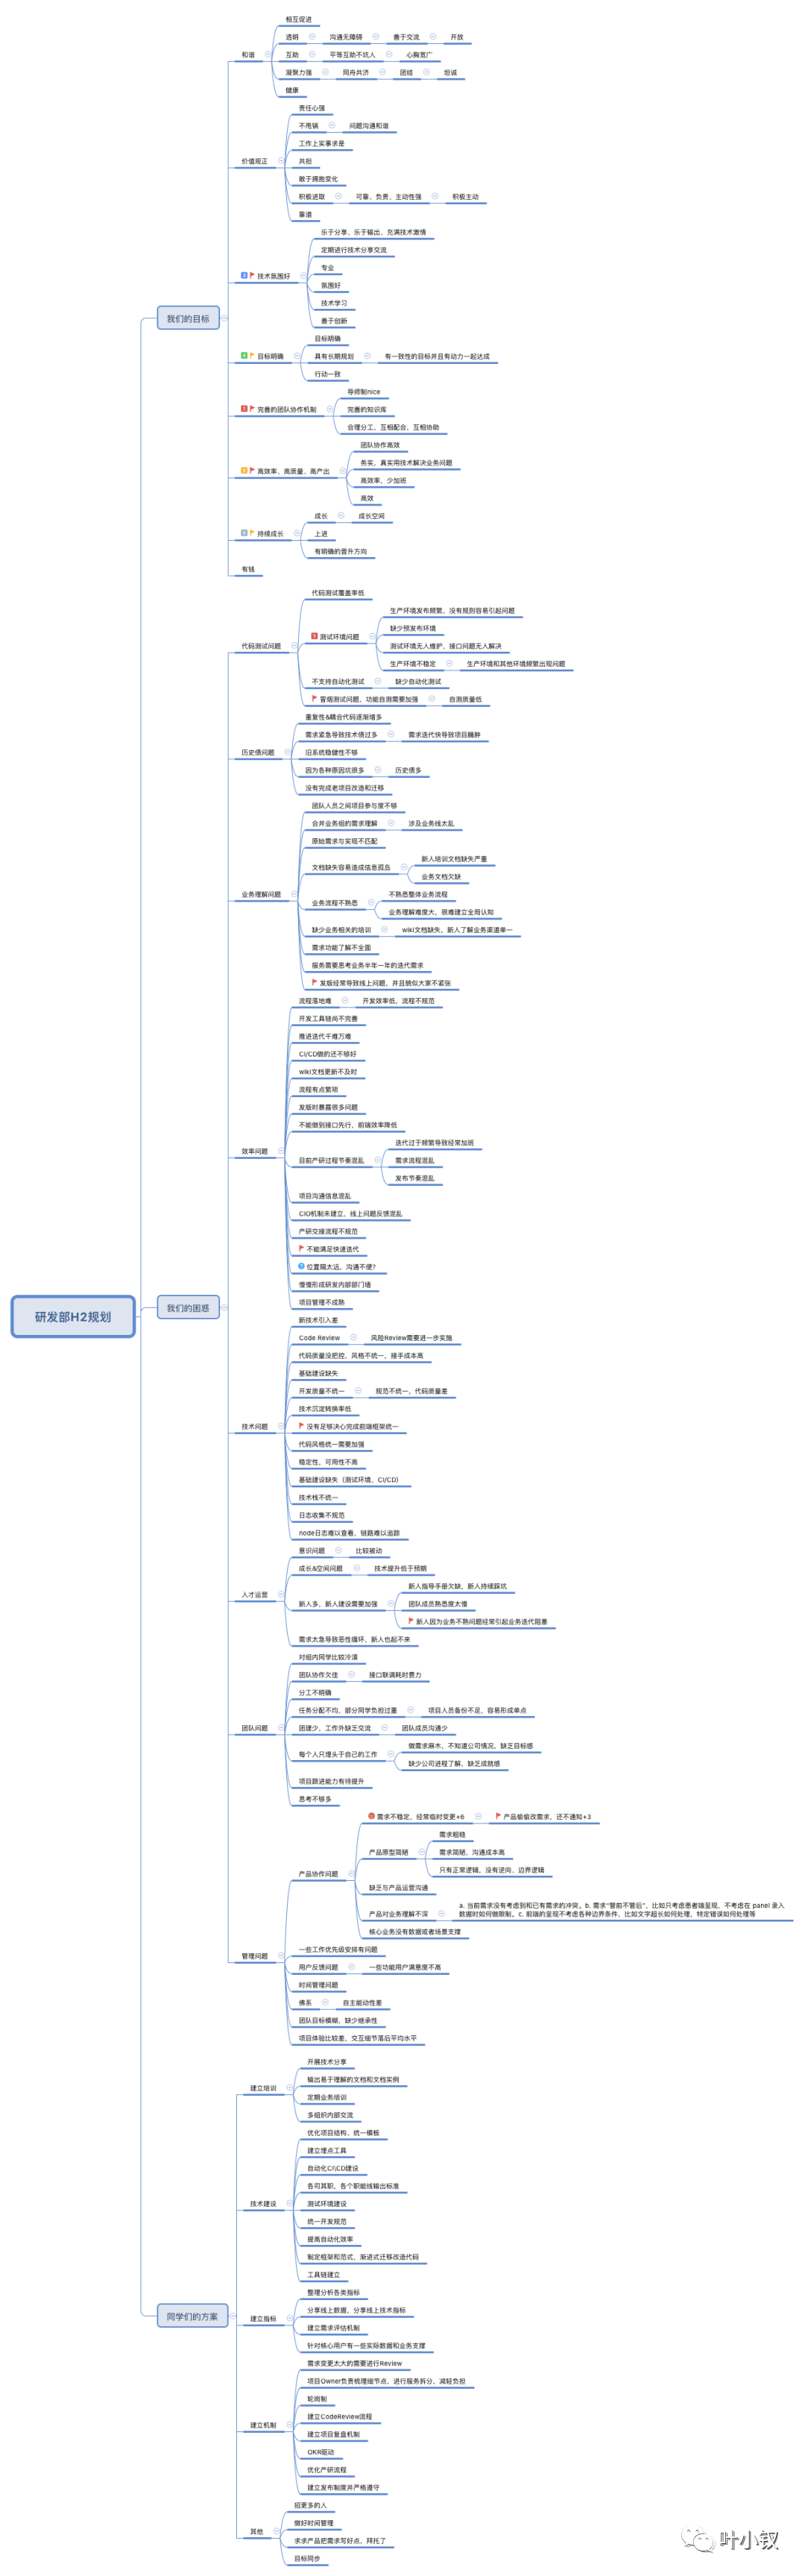 研发部H2规划
我们的目标
和谐
相互促进
透明
沟通无障碍
善于交流
开放
互助
平等互助不坑人
心胸宽广
凝聚力强
同舟共济
团结
坦诚
健康
价值观正
责任心强
不甩锅
问题沟通和谐
工作上实事求是
共担
敢于拥抱变化
积极进取
可靠、负责、主动性强
积极主动
靠谱
技术氛围好
乐于分享、乐于输出、充满技术激情
定期进行技术分享交流
专业
氛围好
技术学习
善于创新
目标明确
目标明确
具有长期规划
有一致性的目标并且有动力一起达成
行动一致
完善的团队协作机制
导师制nice
完善的知识库
合理分工，互相配合，互相协助
高效率、高质量、高产出
团队协作高效
务实，真实用技术解决业务问题
高效率，少加班
高效
持续成长
成长
成长空间
上进
有明确的晋升方向
有钱
我们的困惑
代码测试问题
代码测试覆盖率低
测试环境问题
生产环境发布频繁，没有规则容易引起问题
缺少预发布环境
测试环境无人维护，接口问题无人解决
生产环境不稳定
生产环境和其他环境频繁出现问题
不支持自动化测试
缺少自动化测试
冒烟测试问题，功能自测需要加强
自测质量低
历史债问题
重复性&耦合代码逐渐增多
需求紧急导致技术债过多
需求迭代快导致项目臃肿
旧系统稳健性不够
因为各种原因坑很多
历史债多
没有完成老项目改造和迁移
业务理解问题
团队人员之间项目参与度不够
合并业务组的需求理解
涉及业务线太乱
原始需求与实现不匹配
文档缺失容易造成信息孤岛
新人培训文档缺失严重
业务文档欠缺
业务流程不熟悉
不熟悉整体业务流程
业务理解难度大，很难建立全局认知
缺少业务相关的培训
wiki文档缺失，新人了解业务渠道单一
需求功能了解不全面
服务需要思考业务半年一年的迭代需求
发版经常导致线上问题，并且貌似大家不紧张
效率问题
流程落地难
开发效率低，流程不规范
开发工具链尚不完善
推进迭代千难万难
CI/CD做的还不够好
wiki文档更新不及时
流程有点繁琐
发版时暴露很多问题
不能做到接口先行，前端效率降低
目前产研过程节奏混乱
迭代过于频繁导致经常加班
需求流程混乱
发布节奏混乱
项目沟通信息混乱
CIO机制未建立，线上问题反馈混乱
产研交接流程不规范
不能满足快速迭代
位置隔太远，沟通不便?
慢慢形成研发内部部门墙
项目管理不成熟
技术问题
新技术引入差
Code Review
风险Review需要进一步实施
代码质量没把控，风格不统一，接手成本高
基础建设缺失
开发质量不统一
规范不统一，代码质量差
技术沉淀转换率低
没有足够决心完成前端框架统一
代码风格统一需要加强
稳定性，可用性不高
基础建设缺失（测试环境，CI/CD）
技术栈不统一
日志收集不规范
node日志难以查看，链路难以追踪
人才运营
意识问题
比较被动
成长&空间问题
技术提升低于预期
新人多，新人建设需要加强
新人指导手册欠缺，新人持续踩坑
团队成员熟悉度太慢
新人因为业务不熟问题经常引起业务迭代阻塞
需求太急导致恶性循环，新人也起不来
团队问题
对组内同学比较冷漠
团队协作欠佳
接口联调耗时费力
分工不明确
任务分配不均，部分同学负担过重
项目人员备份不足，容易形成单点
团建少，工作外缺乏交流
团队成员沟通少
每个人只埋头于自己的工作
做需求麻木，不知道公司情况，缺乏目标感
缺少公司进程了解，缺乏成就感
项目跟进能力有待提升
思考不够多
管理问题
产品协作问题
需求不稳定，经常临时变更+6
产品偷偷改需求，还不通知+3
产品原型简陋
需求粗糙
需求简陋，沟通成本高
只有正常逻辑，没有逆向、边界逻辑
缺乏与产品运营沟通
产品对业务理解不深
a. 当前需求没有考虑到和已有需求的冲突。b. 需求“管前不管后”，比如只考虑患者端呈现，不考虑在 panel 录入
数据时如何做限制。c. 前端的呈现不考虑各种边界条件，比如文字超长如何处理，特定错误如何处理等
核心业务没有数据或者场景支撑
一些工作优先级安排有问题
用户反馈问题
一些功能用户满意度不高
时间管理问题
佛系
自主能动性差
团队目标模糊，缺少继承性
项目体验比较差，交互细节落后平均水平
同学们的方案
建立培训
开展技术分享
输出易于理解的文档和文档实例
定期业务培训
多组织内部交流
技术建设
优化项目结构，统一模板
建立埋点工具
自动化CI\CD建设
各司其职，各个职能线输出标准
测试环境建设
统一开发规范
提高自动化效率
制定框架和范式，渐进式迁移改造代码
工具链建立
建立指标
整理分析各类指标
分享线上数据，分享线上技术指标
建立需求评估机制
针对核心用户有一些实际数据和业务支撑
建立机制
需求变更太大的需要进行Review
项目Owner负责梳理细节点，进行服务拆分，减轻负担
轮岗制
建立CodeReview流程
建立项目复盘机制
OKR驱动
优化产研流程
建立发布制度并严格遵守
其他
招更多的人
做好时间管理
求求产品把需求写好点，拜托了
目标同步
叶小钗